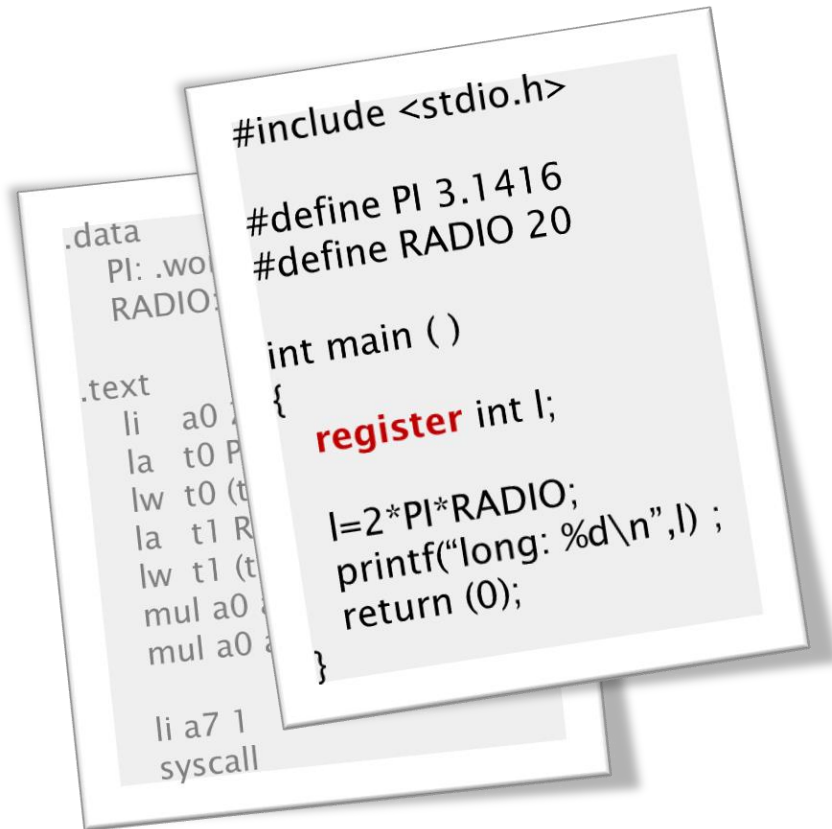 #include <stdio.h>
#define PI 3.1416
#define RADIO 20
int main ( )
{
register int l;
l=2*PI*RADIO;
printf(“long: %d\n”,l) ;
return (0);
}
.data
PI:
RADIO:
.text
li a0
la t0
lw t0
la t1
lw t1
mul a0
mul a0
li a7 1
syscall